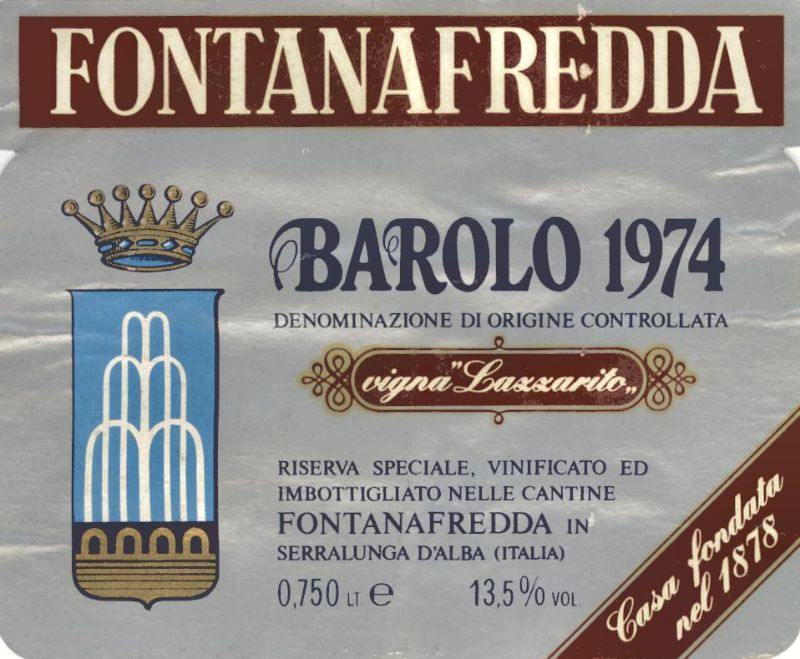 FONTANAFREDDA
BAROLO 1974
DENOMINAZIONE DI ORIGINE CONTROLLATA
vigna "Lazzarito„
RISERVA SPECIALE, VINIFICATO ED
IMBOTTIGLIATO NELLE CANTINE
FONTANAFREDDA IN
SERRALUNGA D'ALBA (ITALIA)
0,750 LT. e 13,5% VOL.
Casa fondata
nel 1878